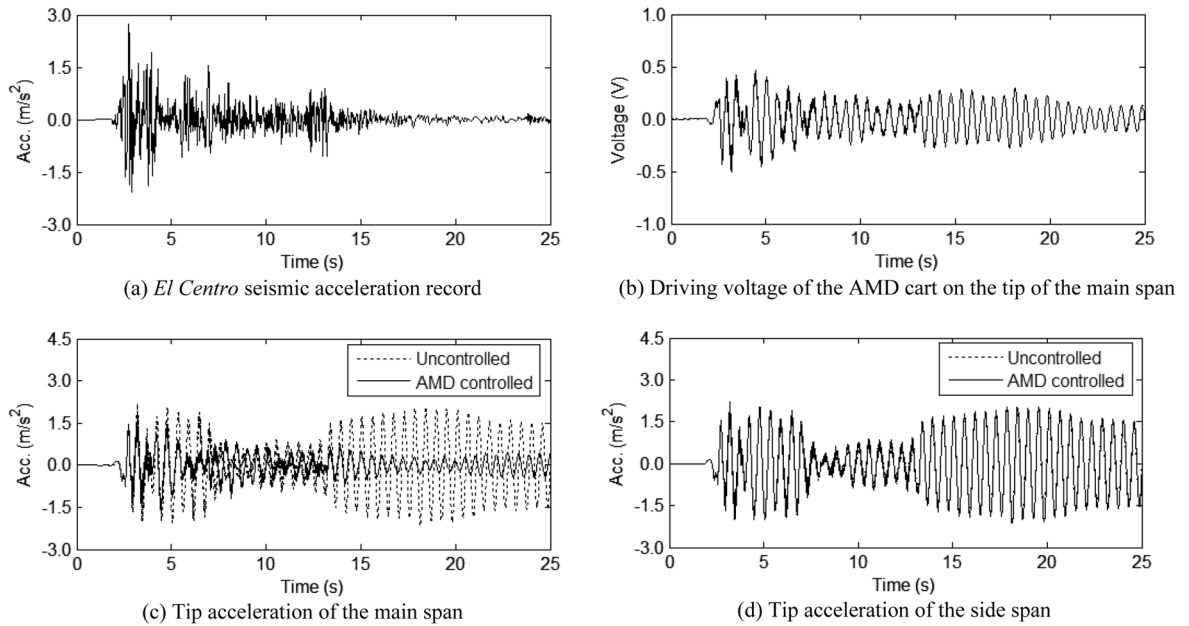 3.0
1.5
0.0
-1.5
-3.0
Acc. (m/s²)
0 5 10 15 20 25
Time (s)
(a) El Centro seismic acceleration record
1.0
0.5
0.0
-0.5
-1.0
Voltage (V)
0 5 10 15 20 25
Time (s)
(b) Driving voltage of the AMD cart on the tip of the main span
4.5
3.0
1.5
0.0
-1.5
-3.0
Acc. (m/s²)
Uncontrolled
AMD controlled
0 5 10 15 20 25
Time (s)
(c) Tip acceleration of the main span
4.5
3.0
1.5
0.0
-1.5
-3.0
Acc. (m/s²)
Uncontrolled
AMD controlled
0 5 10 15 20 25
Time (s)
(d) Tip acceleration of the side span